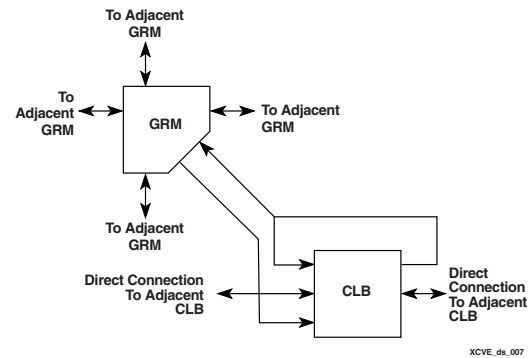 To Adjacent
GRM
To
Adjacent
GRM
GRM
To Adjacent
GRM
To Adjacent
GRM
Direct Connection
To Adjacent
CLB
CLB
Direct
Connection
To Adjacent
CLB
XCVE_ds_007